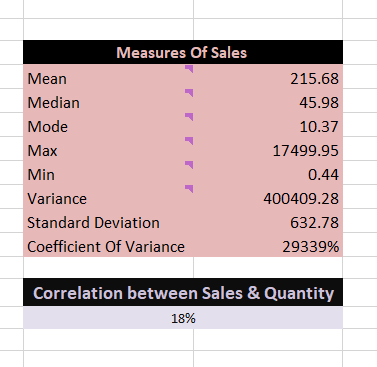 Measures Of Sales
Mean 215.68
Median 45.98
Mode 10.37
Max 17499.95
Min 0.44
Variance 400409.28
Standard Deviation 632.78
Coefficient Of Variance 29339%
Correlation between Sales & Quantity
18%